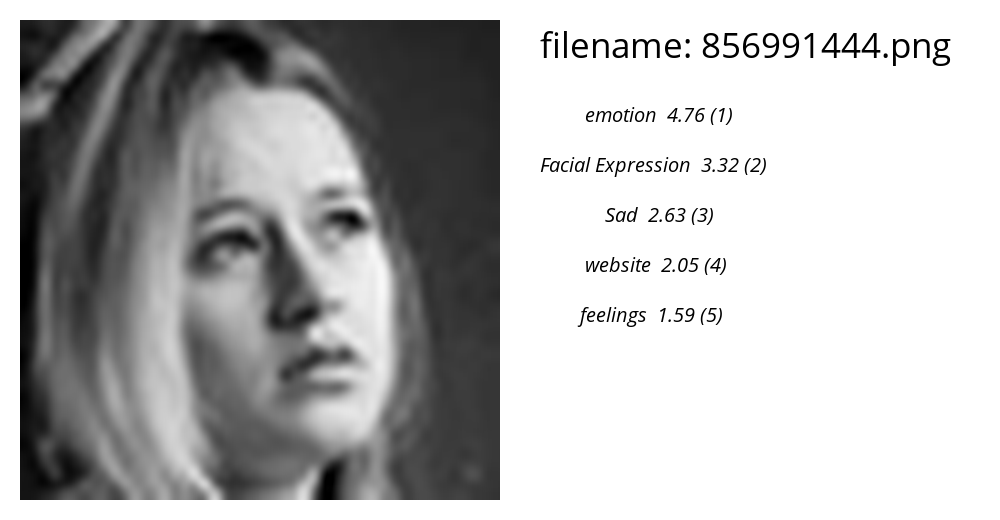 filename: 856991444.png
emotion 4.76 (1)
Facial Expression 3.32 (2)
Sad 2.63 (3)
website 2.05 (4)
feelings 1.59 (5)